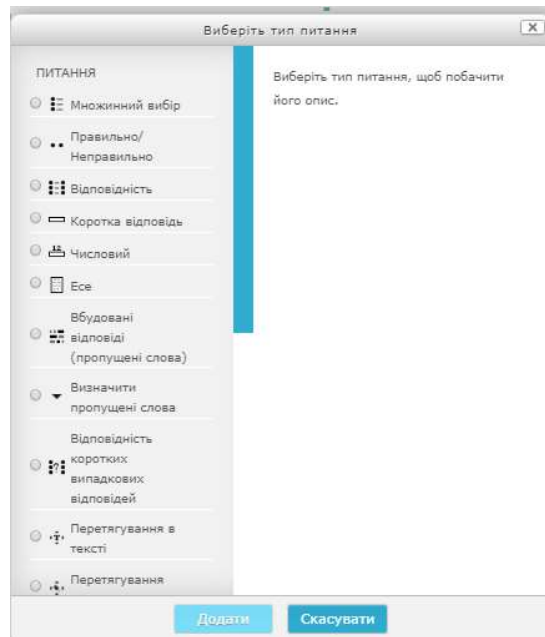 Виберіть тип питання
ПИТАННЯ
Множинний вибір
Правильно/
Неправильно
Відповідність
Коротка відповідь
Числовий
Есе
Вбудовані
відповіді
(пропущені слова)
Визначити
пропущені слова
Відповідність
коротких
випадкових
відповідей
Перетягування в
тексті
Перетягування
Виберіть тип питання, щоб побачити
його опис.
Додати
Скасувати